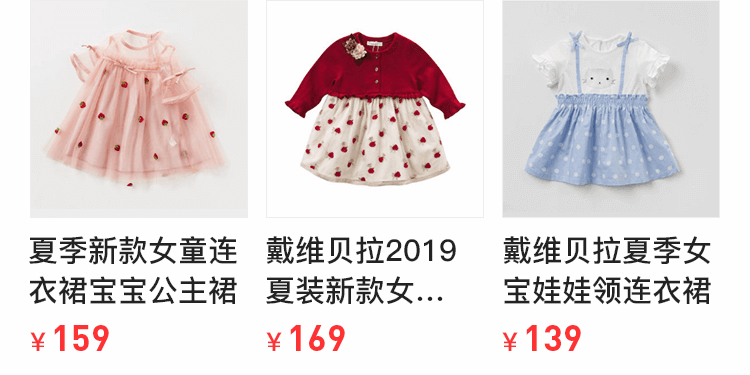 夏季新款女童连
衣裙宝宝公主裙
¥159
戴维贝拉2019
夏装新款女...
¥169
戴维贝拉夏季女
宝娃娃领连衣裙
¥139